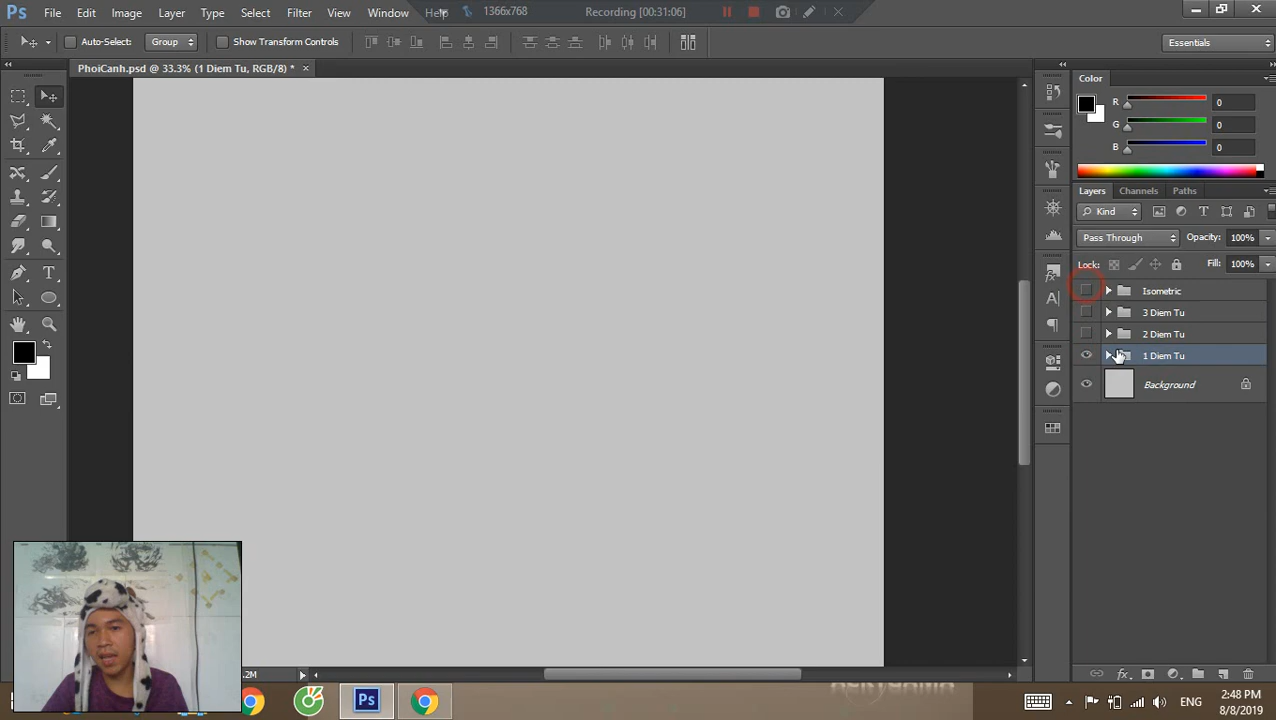 Ps File Edit Image Layer Type Select Filter View Window Help 1366x768 Recording [00:31:06]
Auto-Select: Group Show Transform Controls Essentials
PhoiCanh.psd @ 33.3% (1 Diem Tu, RGB/8) * ×
Color
R 0
G 0
B 0
Layers Channels Paths
Kind
Pass Through Opacity: 100%
Lock: Fill: 100%
Isometric
3 Diem Tu
2 Diem Tu
1 Diem Tu
Background
.2M
Ps
ENG
2:48 PM
8/8/2019